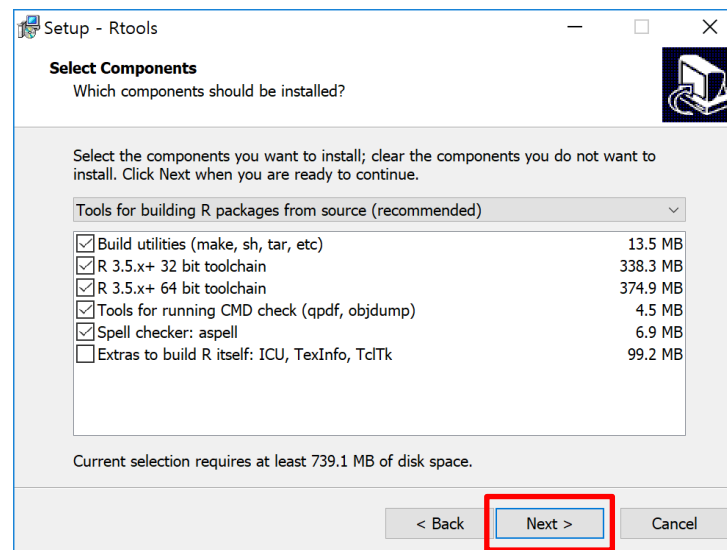 Setup - Rtools
Select Components
Which components should be installed?
Select the components you want to install; clear the components you do not want to
install. Click Next when you are ready to continue.
Tools for building R packages from source (recommended)
Build utilities (make, sh, tar, etc) 13.5 MB
R 3.5.x+ 32 bit toolchain 338.3 MB
R 3.5.x+ 64 bit toolchain 374.9 MB
Tools for running CMD check (qpdf, objdump) 4.5 MB
Spell checker: aspell 6.9 MB
Extras to build R itself: ICU, TexInfo, TclTk 99.2 MB
Current selection requires at least 739.1 MB of disk space.
< Back Next > Cancel